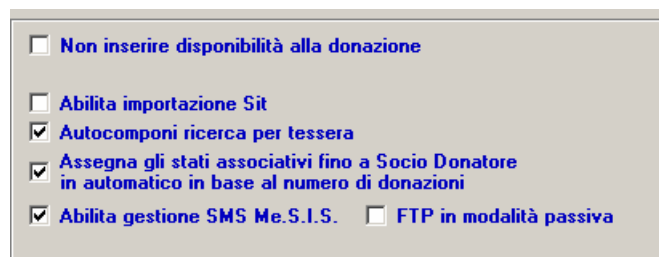 Non inserire disponibilità alla donazione
Abilita importazione Sit
Autocomponi ricerca per tessera
Assegna gli stati associativi fino a Socio Donatore
in automatico in base al numero di donazioni
Abilita gestione SMS Me.S.I.S. FTP in modalità passiva